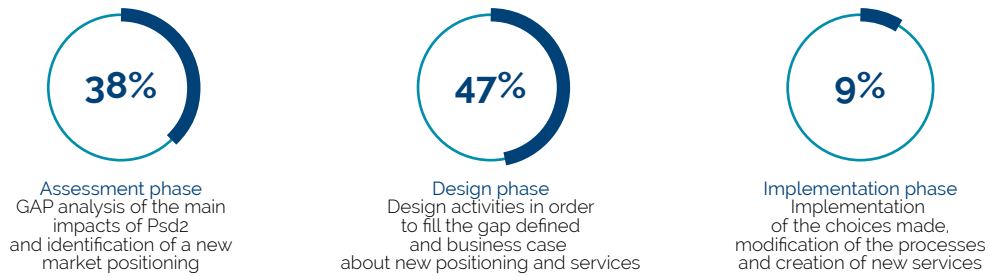 38%
Assessment phase
GAP analysis of the main
impacts of Psd2
and identification of a new
market positioning
47%
Design phase
Design activities in order
to fill the gap defined
and business case
about new positioning and services
9%
Implementation phase
Implementation
of the choices made,
modification of the processes
and creation of new services